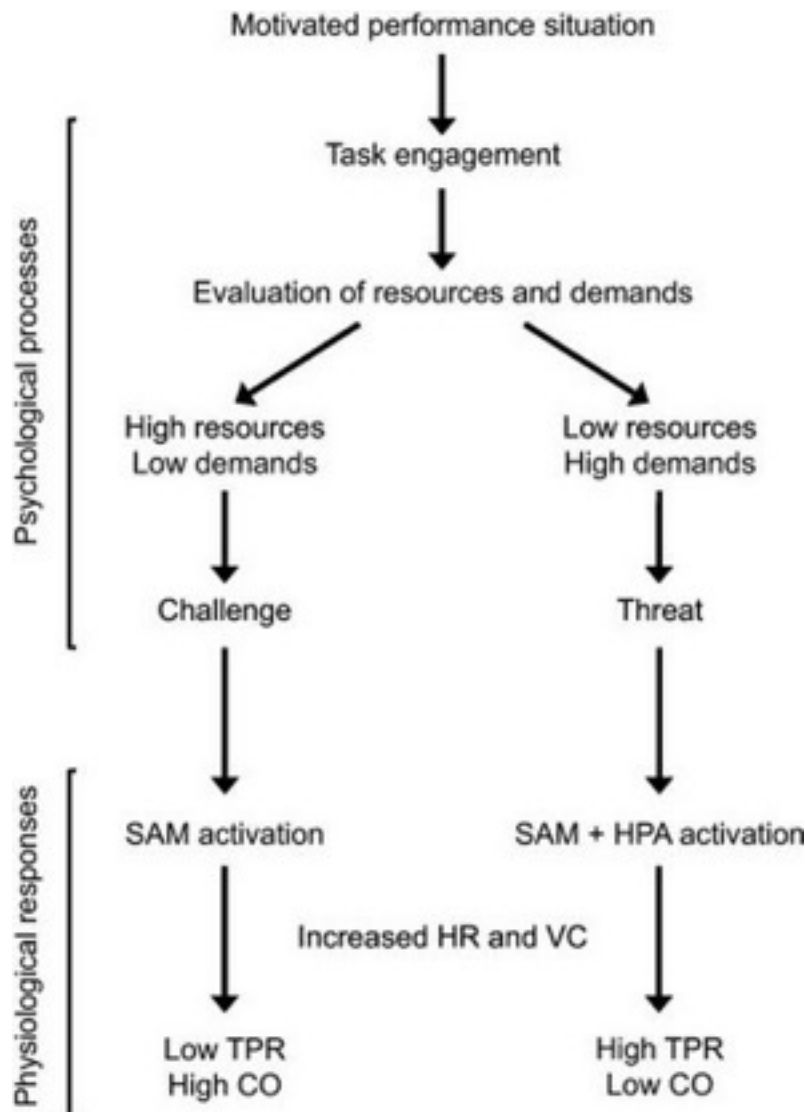 Motivated performance situation
Task engagement
Evaluation of resources and demands
High resources
Low demands
Low resources
High demands
Challenge
Threat
Psychological processes
SAM activation
SAM + HPA activation
Increased HR and VC
Low TPR
High CO
High TPR
Low CO
Physiological responses